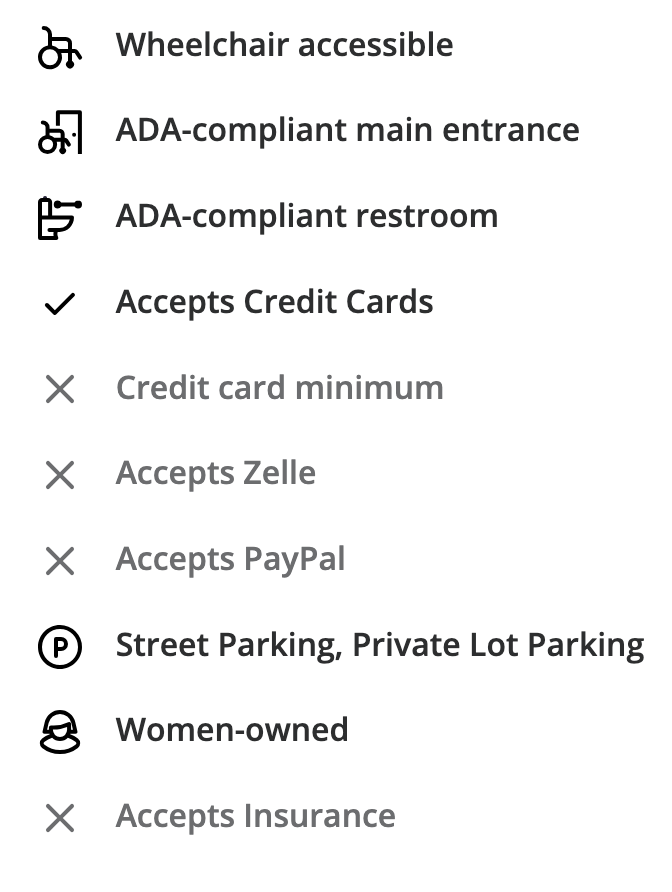 Wheelchair accessible
ADA-compliant main entrance
ADA-compliant restroom
Accepts Credit Cards
Credit card minimum
Accepts Zelle
Accepts PayPal
P Street Parking, Private Lot Parking
Women-owned
Accepts Insurance